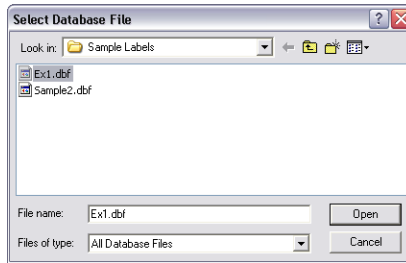 Select Database File
Look in: Sample Labels
Ex1.dbf
Sample2.dbf
File name: Ex1.dbf Open
Files of type: All Database Files Cancel